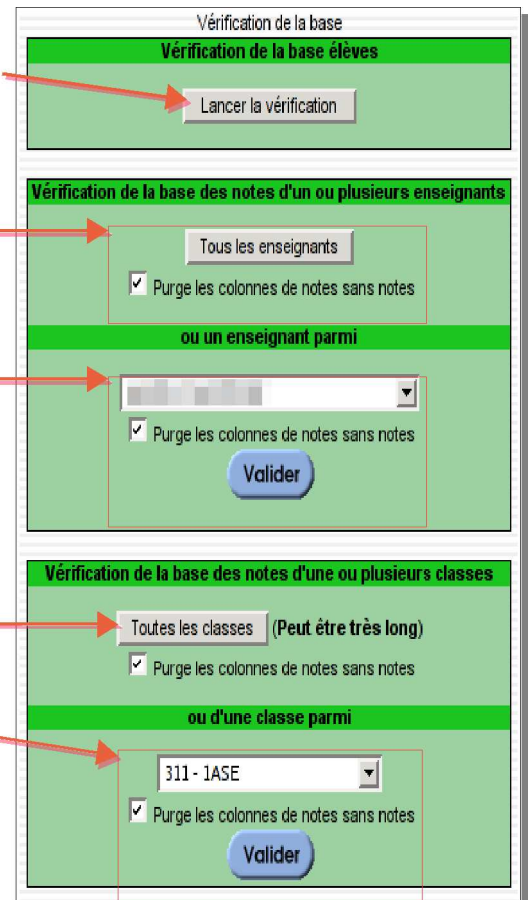 Vérification de la base
Vérification de la base élèves
Lancer la vérification
Vérification de la base des notes d'un ou plusieurs enseignants
Tous les enseignants
Purge les colonnes de notes sans notes
ou un enseignant parmi
Purge les colonnes de notes sans notes
Valider
Vérification de la base des notes d'une ou plusieurs classes
Toutes les classes (Peut être très long)
Purge les colonnes de notes sans notes
ou d'une classe parmi
311 - 1ASE
Purge les colonnes de notes sans notes
Valider